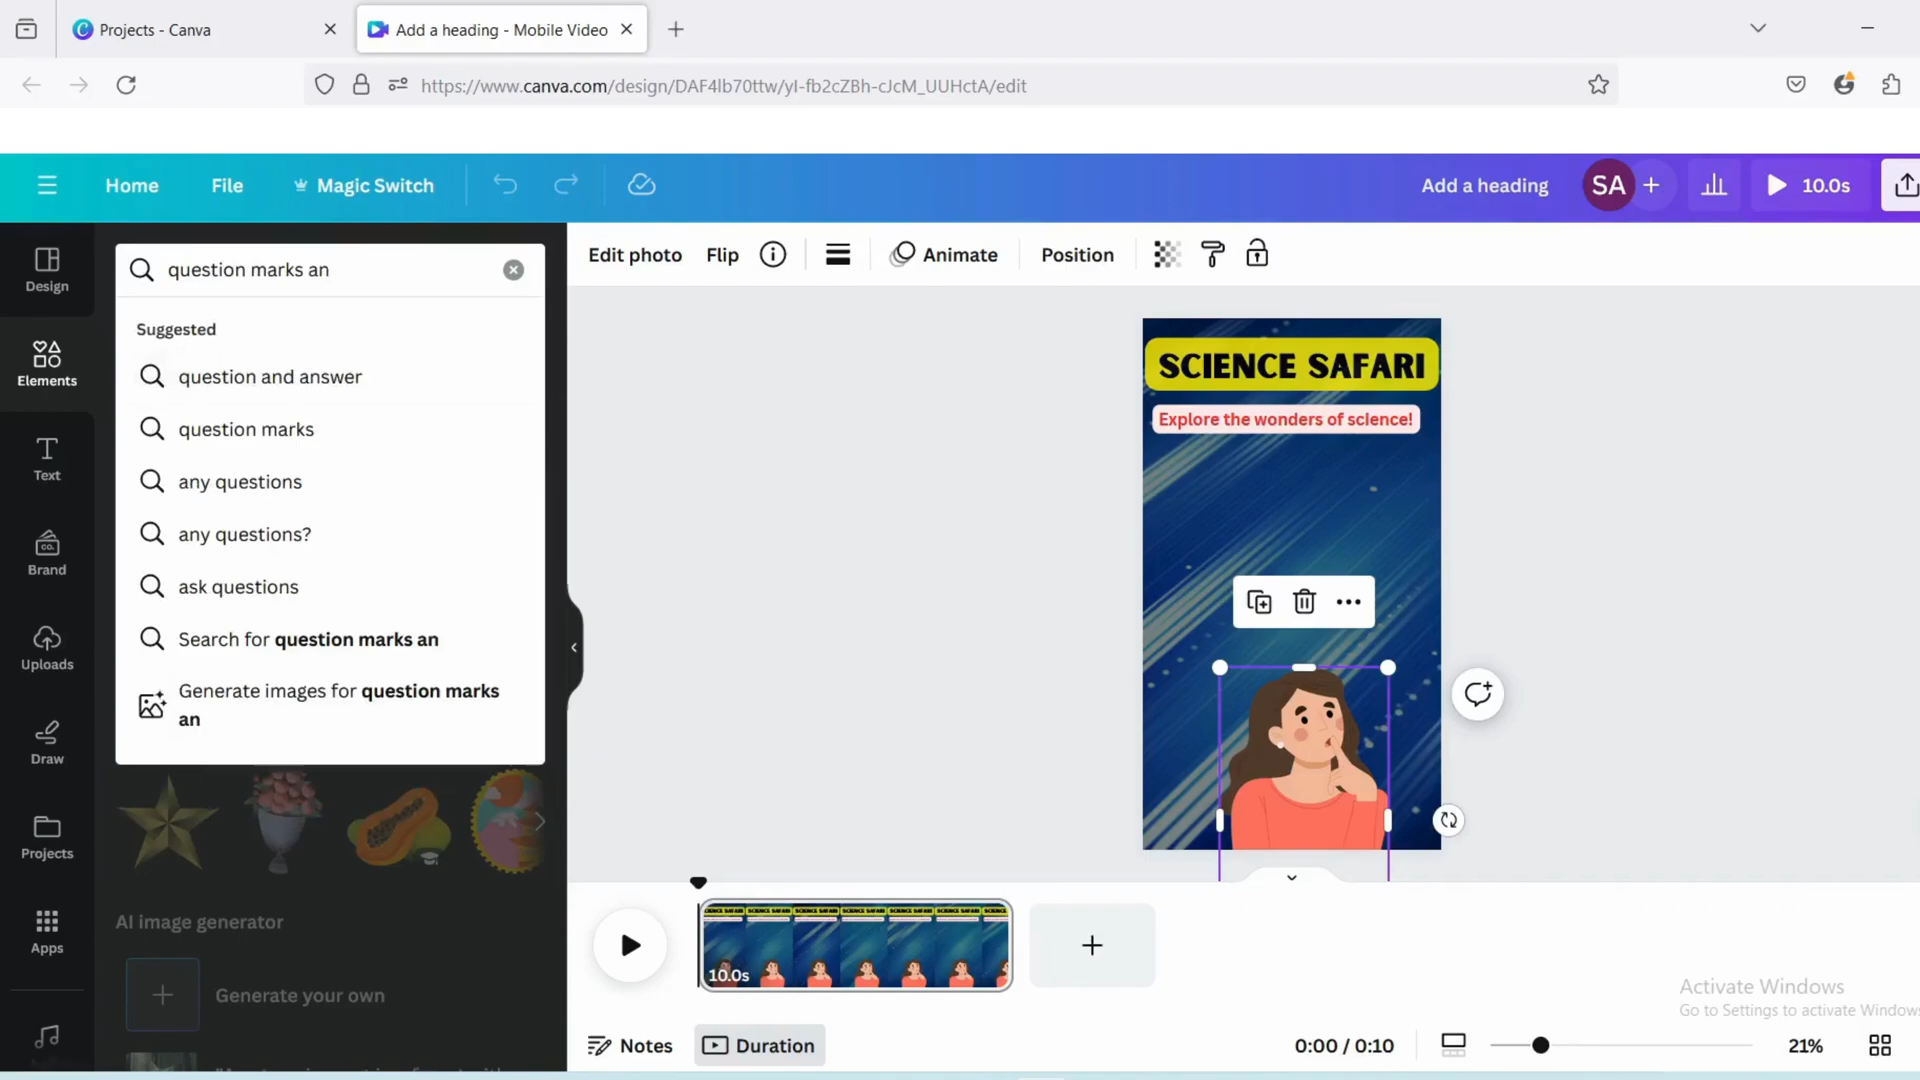 Projects - Canva
Add a heading - Mobile Video
https://www.canva.com/design/DAF4lb70ttw/yI-fb2cZBh-cJcM_UUHctA/edit
Home
File
Magic Switch
Add a heading
SA
10.0s
Edit photo
Flip
Animate
Position
Design
Elements
Text
Brand
Uploads
Draw
Projects
Apps
question marks an
Suggested
question and answer
question marks
any questions
any questions?
ask questions
Search for question marks an
Generate images for question marks
an
AI image generator
Generate your own
SCIENCE SAFARI
Explore the wonders of science!
10.0s
Notes
Duration
0:00 / 0:10
21%
Activate Windows
Go to Settings to activate Windows